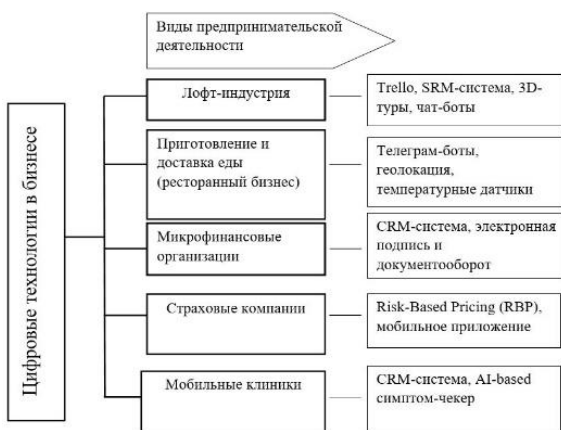 Виды предпринимательской
деятельности
Цифровые технологии в бизнесе
Лофт-индустрия
Trello, SRM-система, 3D-
туры, чат-боты
Приготовление и
доставка еды
(ресторанный бизнес)
Телеграм-боты,
геолокация,
температурные датчики
Микрофинансовые
организации
CRM-система, электронная
подпись и
документооборот
Страховые компании
Risk-Based Pricing (RBP),
мобильное приложение
Мобильные клиники
CRM-система, AI-based
симптом-чекер